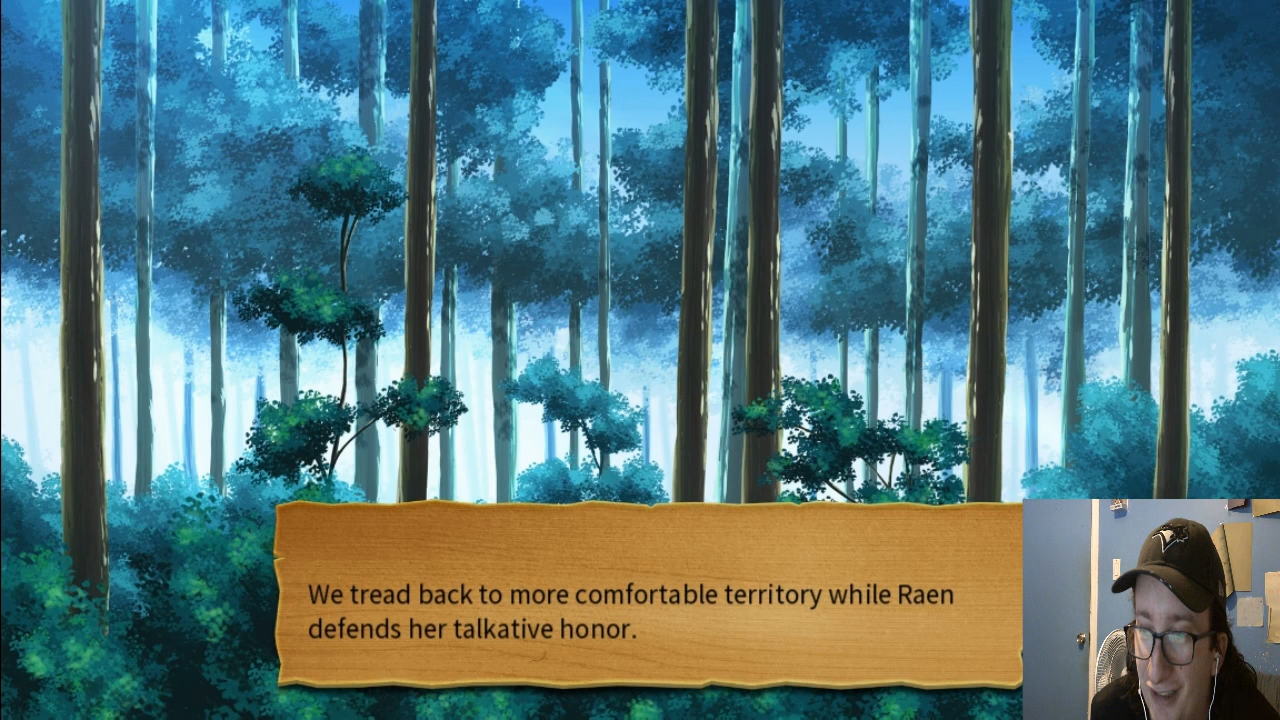 We tread back to more comfortable territory while Raen
defends her talkative honor.